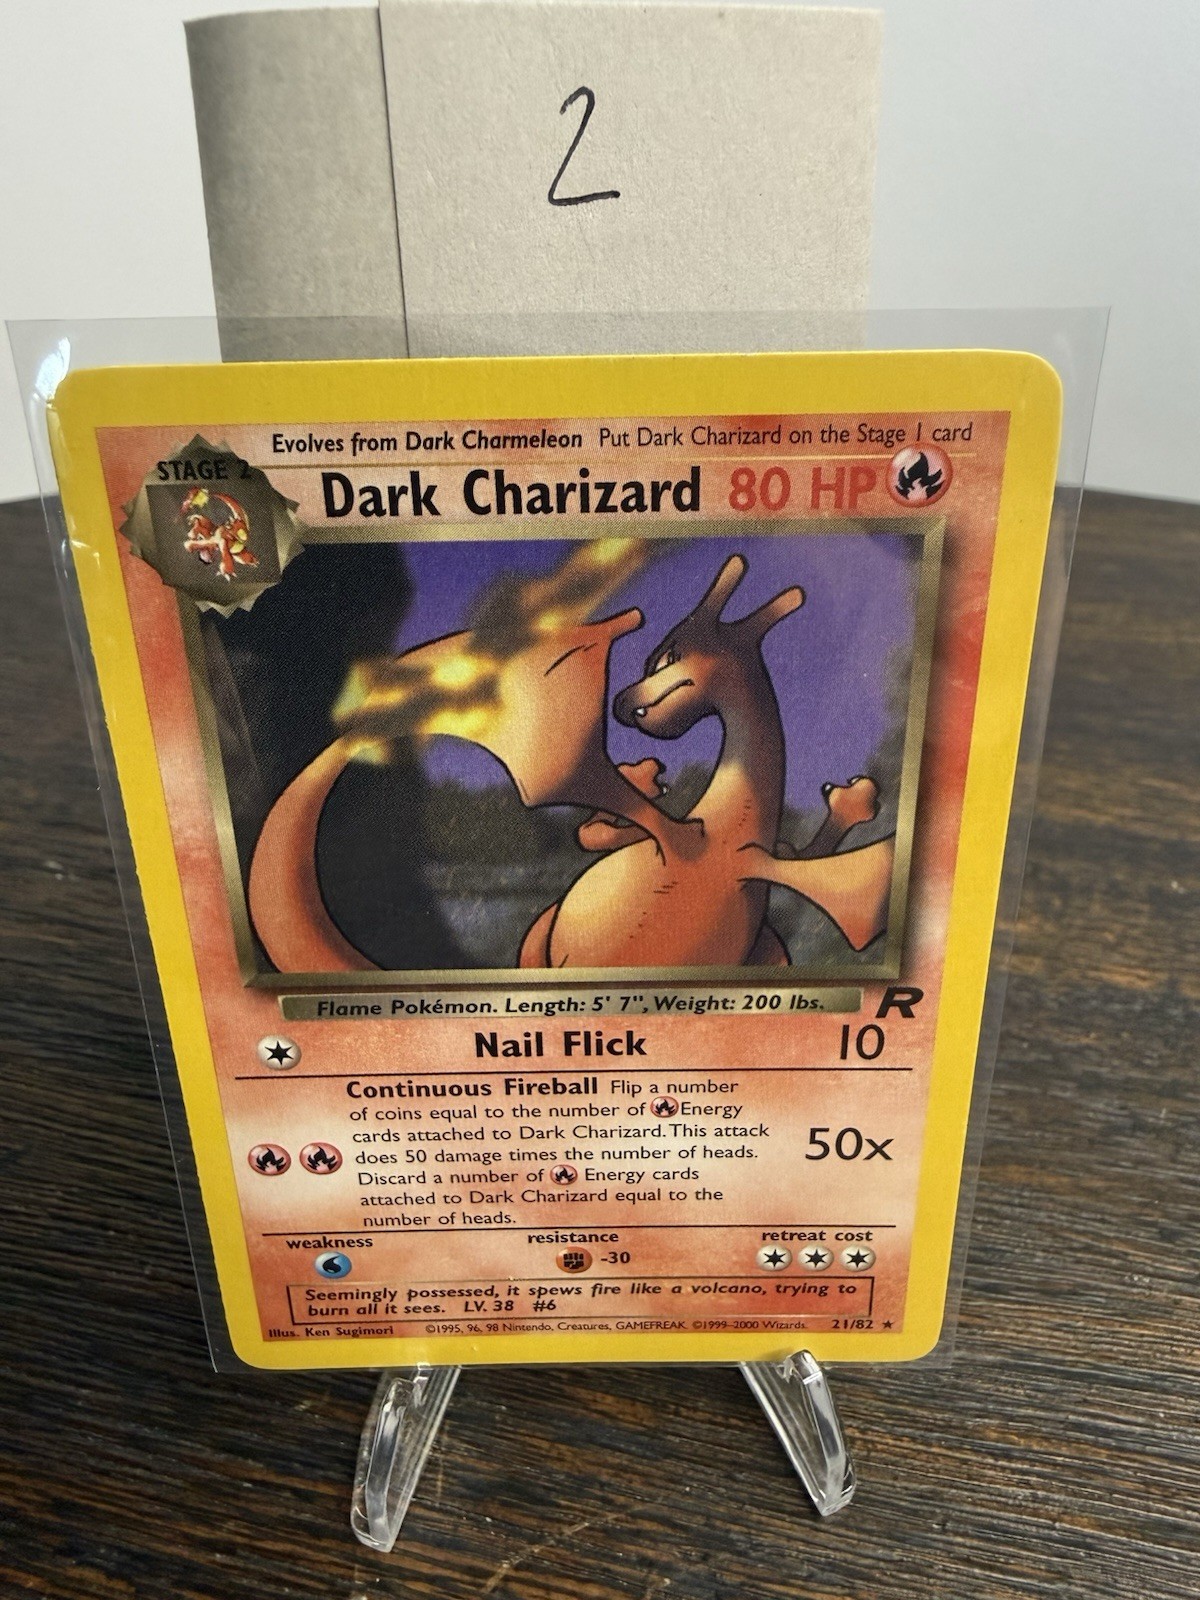 2
Evolves from Dark Charmeleon Put Dark Charizard on the Stage 1 card
STAGE 2
Dark Charizard 80 HP
Flame Pokémon. Length: 5' 7", Weight: 200 lbs.
R
Nail Flick 10
Continuous Fireball Flip a number
of coins equal to the number of Energy
cards attached to Dark Charizard. This attack
does 50 damage times the number of heads.
Discard a number of Energy cards
attached to Dark Charizard equal to the
number of heads.
50x
weakness resistance retreat cost
-30
Seemingly possessed, it spews fire like a volcano, trying to
burn all it sees. LV. 38 #6
Illus. Ken Sugimori ©1995, 96, 98 Nintendo, Creatures, GAMEFREAK. ©1999-2000 Wizards. 21/82 ★